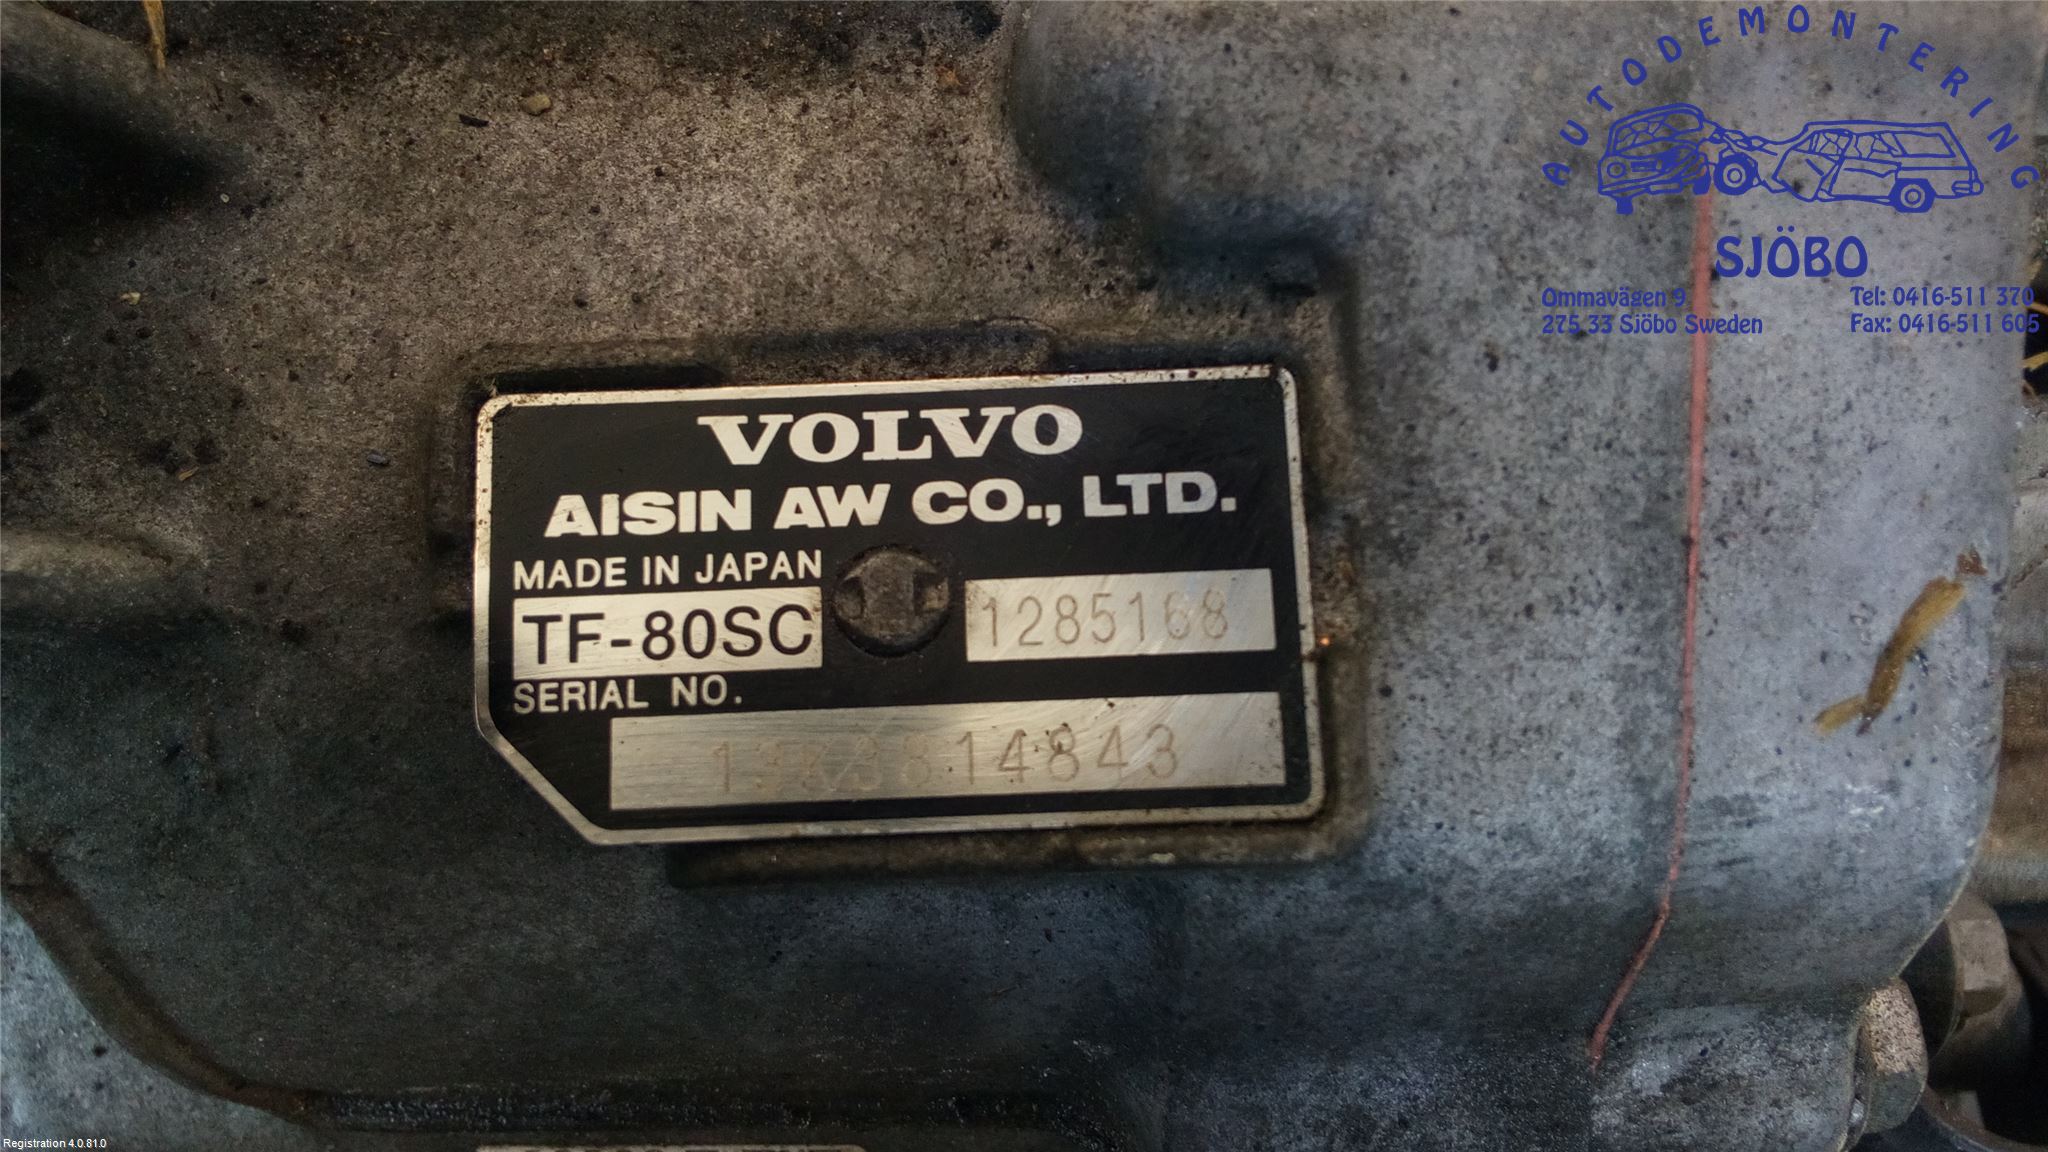 AUTODEMONTERING
SJÖBO
Ommavägen 9
275 33 Sjöbo Sweden
Tel: 0416-511 370
Fax: 0416-511 605
VOLVO
AISIN AW CO., LTD.
MADE IN JAPAN
TF-80SC
1285168
SERIAL NO.
Registration 4.0.81.0